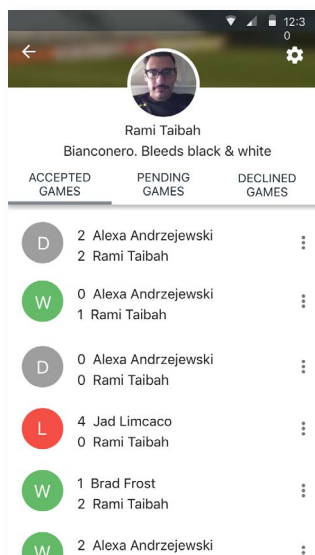 12:3
0
Rami Taibah
Bianconero. Bleeds black & white
ACCEPTED GAMES
PENDING GAMES
DECLINED GAMES
D
2 Alexa Andrzejewski
2 Rami Taibah
W
0 Alexa Andrzejewski
1 Rami Taibah
D
0 Alexa Andrzejewski
0 Rami Taibah
L
4 Jad Limcaco
0 Rami Taibah
W
1 Brad Frost
2 Rami Taibah
W
2 Alexa Andrzejewski